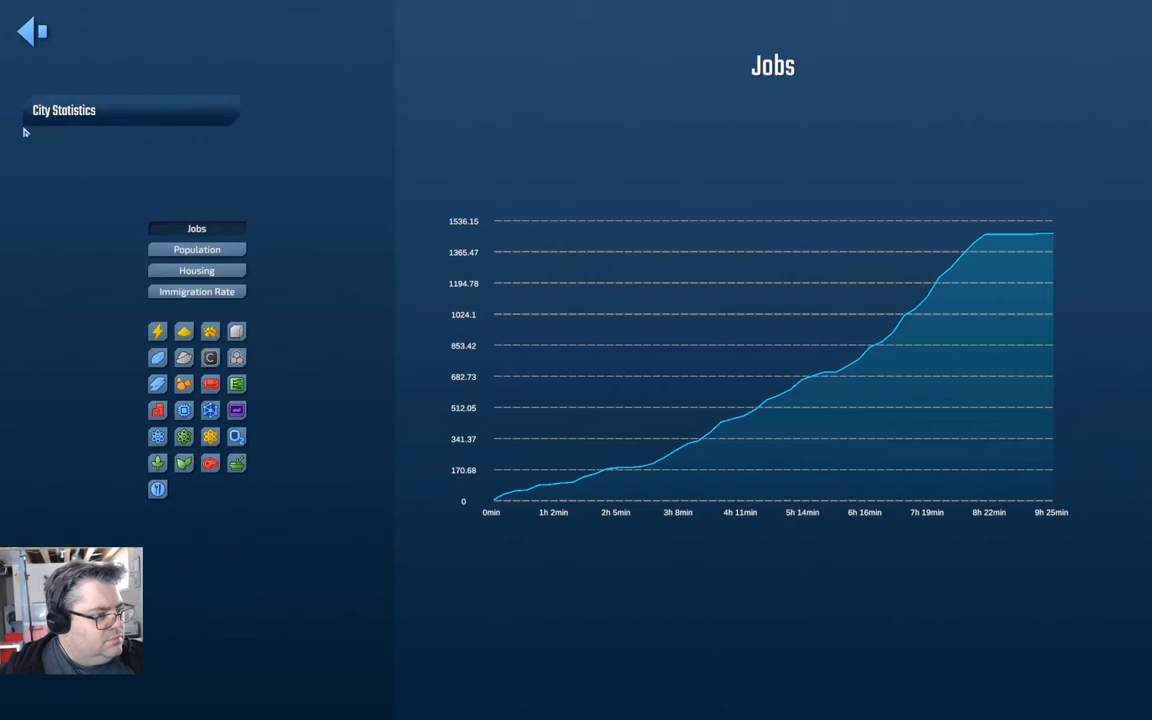 Jobs
City Statistics
Jobs
Population
Housing
Immigration Rate
C
O2
1536.15
1365.47
1194.78
1024.1
853.42
682.73
512.05
341.37
170.68
0
0min
1h 2min
2h 5min
3h 8min
4h 11min
5h 14min
6h 16min
7h 19min
8h 22min
9h 25min